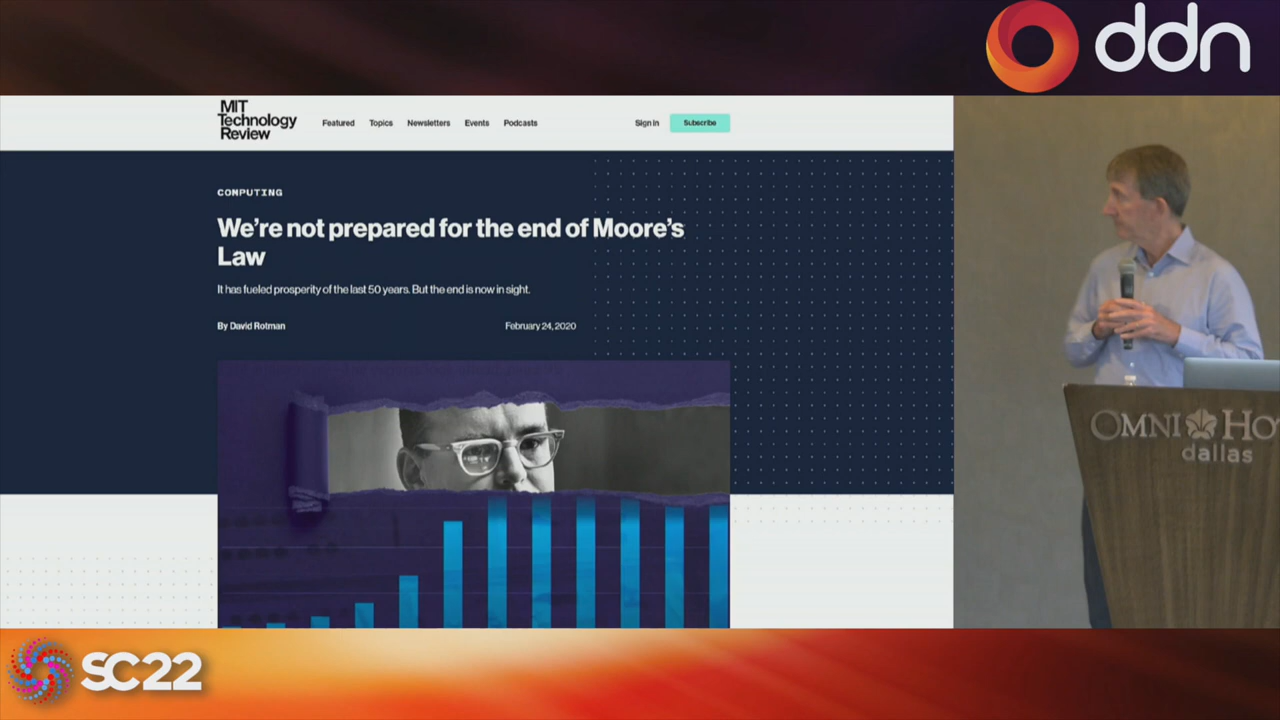 ddn
MIT
Technology
Review
Featured Topics Newsletters Events Podcasts
Sign in Subscribe
COMPUTING
We're not prepared for the end of Moore's
Law
It has fueled prosperity of the last 50 years. But the end is now in sight.
By David Rotman February 24, 2020
OMNI HO
dallas
SC22